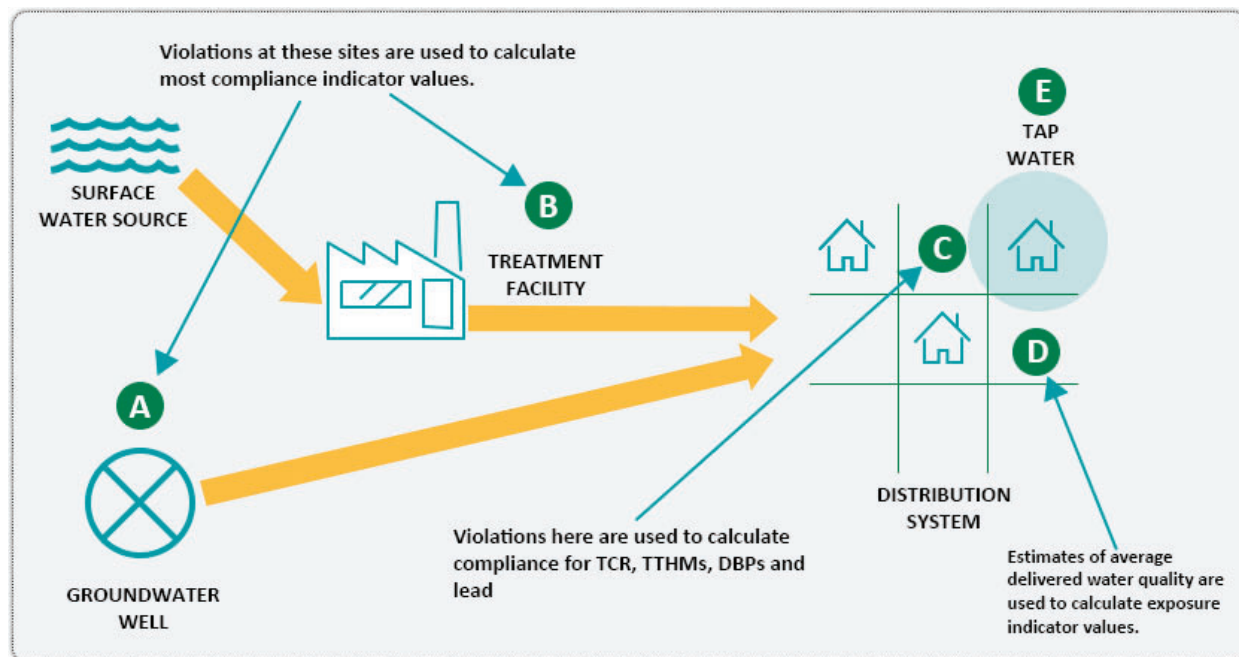 Violations at these sites are used to calculate
most compliance indicator values.
E
TAP
WATER
SURFACE
WATER SOURCE
B
TREATMENT
FACILITY
C
D
A
DISTRIBUTION
SYSTEM
Violations here are used to calculate
compliance for TCR, TTHMs, DBPs and
lead
Estimates of average
delivered water quality are
used to calculate exposure
indicator values.
GROUNDWATER
WELL